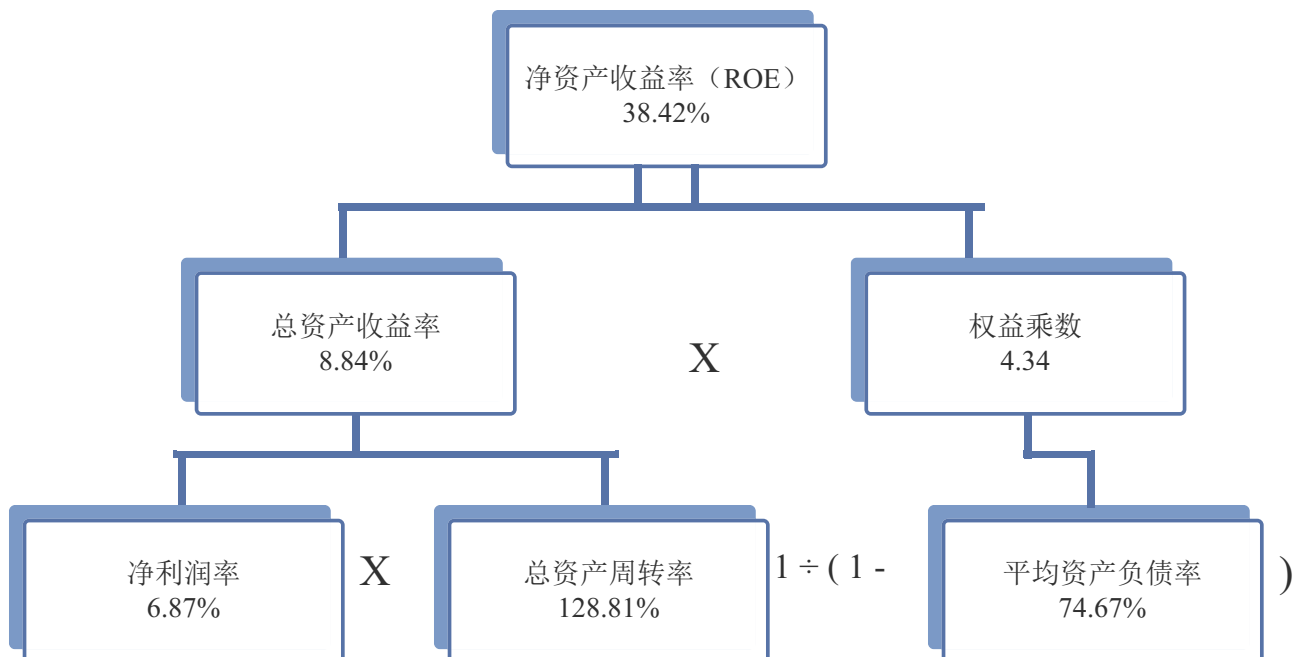 净资产收益率（ROE）
38.42%
总资产收益率
8.84%
X
权益乘数
4.34
净利润率
6.87%
X
总资产周转率
128.81%
1 ÷ ( 1 -
平均资产负债率
74.67%
)